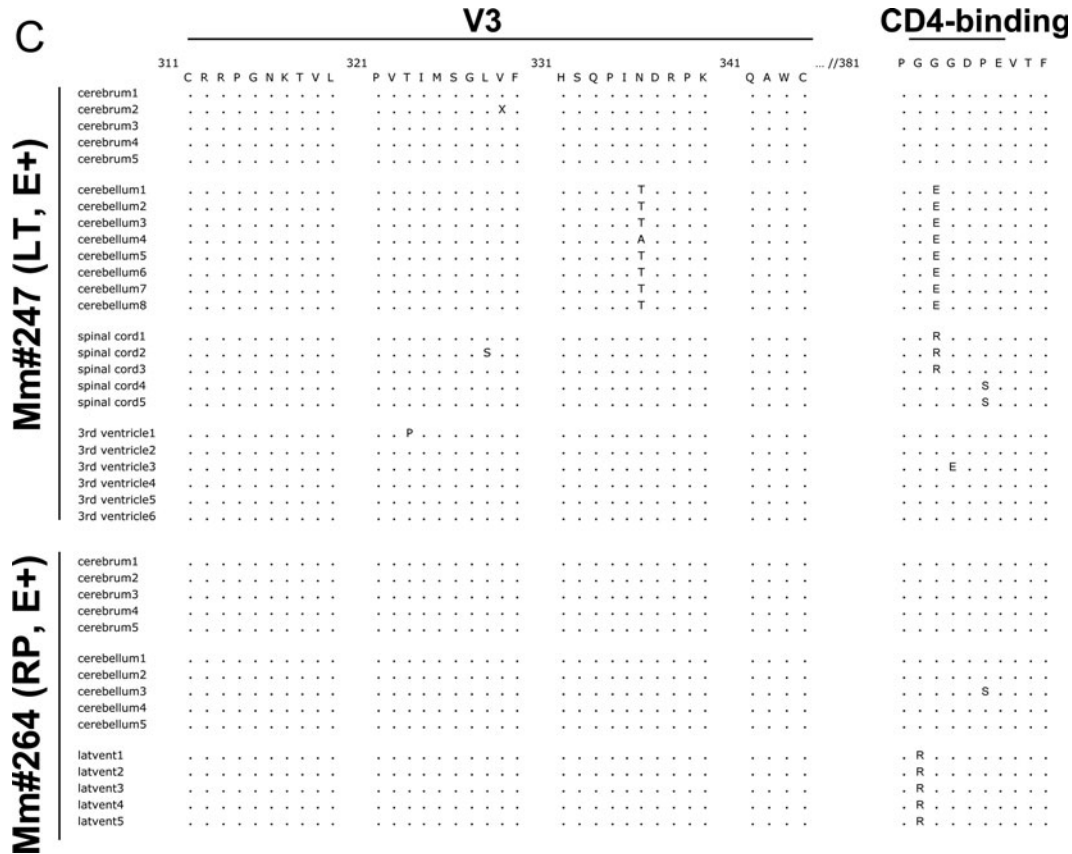 C
V3 CD4-binding
311 321 331 341 ... //381
C R R P G N K T V L P V T I M S G L V F H S Q P I N D R P K Q A W C P G G G D P E V T F
Mm#247 (LT, E+)
cerebrum1 . . . . . . . . . . . . . . . . . . . . . . . . . . . . . . . . . . . . . . . . . . . .
cerebrum2 . . . . . . . . . . . . . . . . . . X . . . . . . . . . . . . . . . . . . . . . . . . .
cerebrum3 . . . . . . . . . . . . . . . . . . . . . . . . . . . . . . . . . . . . . . . . . . . .
cerebrum4 . . . . . . . . . . . . . . . . . . . . . . . . . . . . . . . . . . . . . . . . . . . .
cerebrum5 . . . . . . . . . . . . . . . . . . . . . . . . . . . . . . . . . . . . . . . . . . . .
cerebellum1 . . . . . . . . . . . . . . . . . . . . . . . . . T . . . . . . . . . . E . . . . . . .
cerebellum2 . . . . . . . . . . . . . . . . . . . . . . . . . T . . . . . . . . . . E . . . . . . .
cerebellum3 . . . . . . . . . . . . . . . . . . . . . . . . . T . . . . . . . . . . E . . . . . . .
cerebellum4 . . . . . . . . . . . . . . . . . . . . . . . . . A . . . . . . . . . . E . . . . . . .
cerebellum5 . . . . . . . . . . . . . . . . . . . . . . . . . T . . . . . . . . . . E . . . . . . .
cerebellum6 . . . . . . . . . . . . . . . . . . . . . . . . . T . . . . . . . . . . E . . . . . . .
cerebellum7 . . . . . . . . . . . . . . . . . . . . . . . . . T . . . . . . . . . . E . . . . . . .
cerebellum8 . . . . . . . . . . . . . . . . . . . . . . . . . T . . . . . . . . . . E . . . . . . .
spinal cord1 . . . . . . . . . . . . . . . . . . . . . . . . . . . . . . . . . . . . R . . . . . . .
spinal cord2 . . . . . . . . . . . . . . . . . S . . . . . . . . . . . . . . . . . . R . . . . . . .
spinal cord3 . . . . . . . . . . . . . . . . . . . . . . . . . . . . . . . . . . . . R . . . . . . .
spinal cord4 . . . . . . . . . . . . . . . . . . . . . . . . . . . . . . . . . . . . . . . S . . . .
spinal cord5 . . . . . . . . . . . . . . . . . . . . . . . . . . . . . . . . . . . . . . . S . . . .
3rd ventricle1 . . . . . . . . . . . . P . . . . . . . . . . . . . . . . . . . . . . . . . . . . . . .
3rd ventricle2 . . . . . . . . . . . . . . . . . . . . . . . . . . . . . . . . . . . . . . . . . . . .
3rd ventricle3 . . . . . . . . . . . . . . . . . . . . . . . . . . . . . . . . . . . . . E . . . . . .
3rd ventricle4 . . . . . . . . . . . . . . . . . . . . . . . . . . . . . . . . . . . . . . . . . . . .
3rd ventricle5 . . . . . . . . . . . . . . . . . . . . . . . . . . . . . . . . . . . . . . . . . . . .
3rd ventricle6 . . . . . . . . . . . . . . . . . . . . . . . . . . . . . . . . . . . . . . . . . . . .
Mm#264 (RP, E+)
cerebrum1 . . . . . . . . . . . . . . . . . . . . . . . . . . . . . . . . . . . . . . . . . . . .
cerebrum2 . . . . . . . . . . . . . . . . . . . . . . . . . . . . . . . . . . . . . . . . . . . .
cerebrum3 . . . . . . . . . . . . . . . . . . . . . . . . . . . . . . . . . . . . . . . . . . . .
cerebrum4 . . . . . . . . . . . . . . . . . . . . . . . . . . . . . . . . . . . . . . . . . . . .
cerebrum5 . . . . . . . . . . . . . . . . . . . . . . . . . . . . . . . . . . . . . . . . . . . .
cerebellum1 . . . . . . . . . . . . . . . . . . . . . . . . . . . . . . . . . . . . . . . . . . . .
cerebellum2 . . . . . . . . . . . . . . . . . . . . . . . . . . . . . . . . . . . . . . . . . . . .
cerebellum3 . . . . . . . . . . . . . . . . . . . . . . . . . . . . . . . . . . . . . . . S . . . .
cerebellum4 . . . . . . . . . . . . . . . . . . . . . . . . . . . . . . . . . . . . . . . . . . . .
cerebellum5 . . . . . . . . . . . . . . . . . . . . . . . . . . . . . . . . . . . . . . . . . . . .
latvent1 . . . . . . . . . . . . . . . . . . . . . . . . . . . . . . . . . . . R . . . . . . . .
latvent2 . . . . . . . . . . . . . . . . . . . . . . . . . . . . . . . . . . . R . . . . . . . .
latvent3 . . . . . . . . . . . . . . . . . . . . . . . . . . . . . . . . . . . R . . . . . . . .
latvent4 . . . . . . . . . . . . . . . . . . . . . . . . . . . . . . . . . . . R . . . . . . . .
latvent5 . . . . . . . . . . . . . . . . . . . . . . . . . . . . . . . . . . . R . . . . . . . .